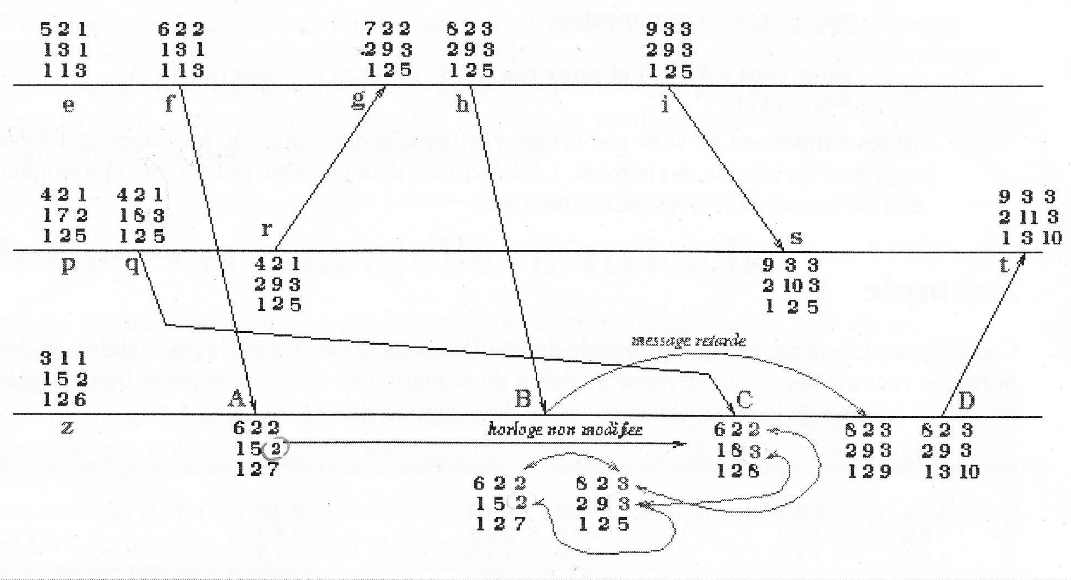 5 2 1 6 2 2 7 2 2 8 2 3 9 3 3
1 3 1 1 3 1 2 9 3 2 9 3 2 9 3
1 1 3 1 1 3 1 2 5 1 2 5 1 2 5
e f g h i
4 2 1 4 2 1 9 3 3
1 7 2 1 8 3 2 11 3
1 2 5 1 2 5 r s 1 3 10
p q t
4 2 1 9 3 3
2 9 3 2 10 3
1 2 5 1 2 5
message retarde
3 1 1
1 5 2
1 2 6 A B C D
z
6 2 2 horloge non modifiee 6 2 2 8 2 3 8 2 3
1 5 2 1 8 3 2 9 3 2 9 3
1 2 7 1 2 8 1 2 9 1 3 10
6 2 2 8 2 3
1 5 2 2 9 3
1 2 7 1 2 5